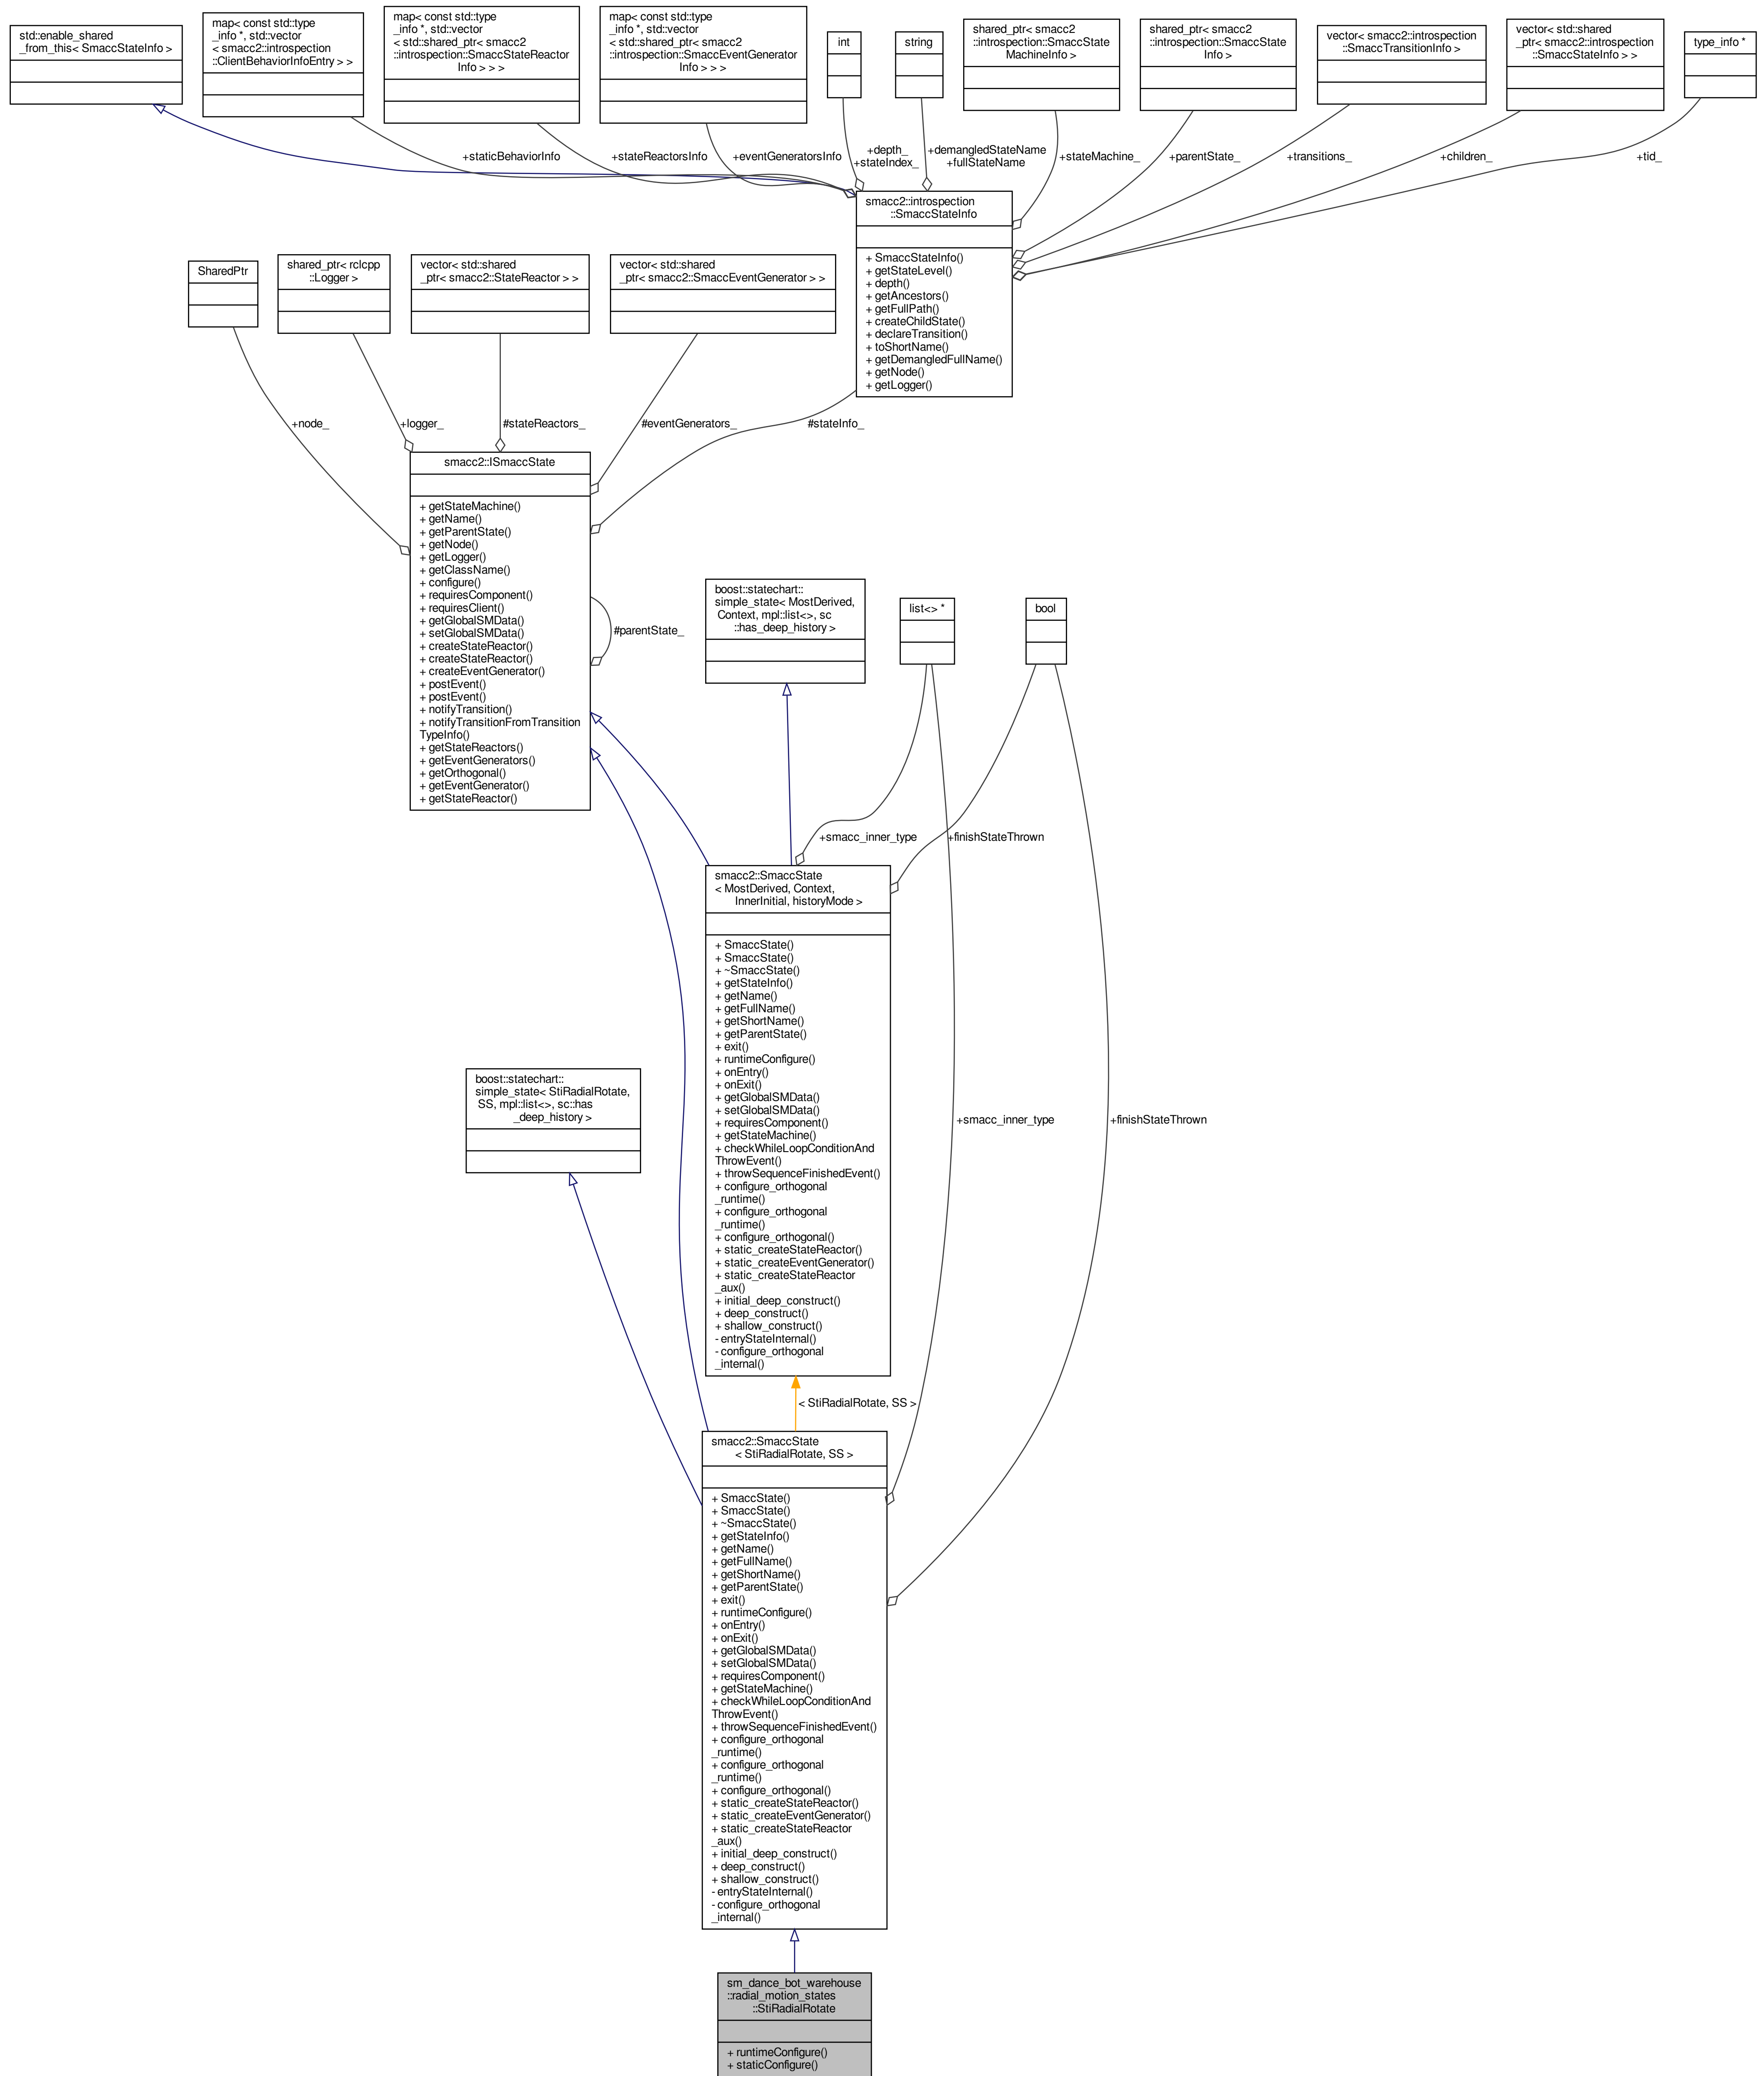 std::enable_shared
_from_this< SmaccStateInfo >
map< const std::type
_info *, std::vector
< smacc2::introspection
::ClientBehaviorInfoEntry > >
map< const std::type
_info *, std::vector
< std::shared_ptr< smacc2
::introspection::SmaccStateReactor
Info > > >
map< const std::type
_info *, std::vector
< std::shared_ptr< smacc2
::introspection::SmaccEventGenerator
Info > > >
int
string
shared_ptr< smacc2
::introspection::SmaccState
MachineInfo >
shared_ptr< smacc2
::introspection::SmaccState
Info >
vector< smacc2::introspection
::SmaccTransitionInfo >
vector< std::shared
_ptr< smacc2::introspection
::SmaccStateInfo > >
type_info *
+staticBehaviorInfo
+stateReactorsInfo
+eventGeneratorsInfo
+depth_
+stateIndex_
+demangledStateName
+fullStateName
+stateMachine_
+parentState_
+transitions_
+children_
+tid_
smacc2::introspection
::SmaccStateInfo
+ SmaccStateInfo()
+ getStateLevel()
+ depth()
+ getAncestors()
+ getFullPath()
+ createChildState()
+ declareTransition()
+ toShortName()
+ getDemangledFullName()
+ getNode()
+ getLogger()
SharedPtr
shared_ptr< rclcpp
::Logger >
vector< std::shared
_ptr< smacc2::StateReactor > >
vector< std::shared
_ptr< smacc2::SmaccEventGenerator > >
+node_
+logger_
#stateReactors_
#eventGenerators_
#stateInfo_
smacc2::ISmaccState
+ getStateMachine()
+ getName()
+ getParentState()
+ getNode()
+ getLogger()
+ getClassName()
+ configure()
+ requiresComponent()
+ requiresClient()
+ getGlobalSMData()
+ setGlobalSMData()
+ createStateReactor()
+ createStateReactor()
+ createEventGenerator()
+ postEvent()
+ postEvent()
+ notifyTransition()
+ notifyTransitionFromTransition
TypeInfo()
+ getStateReactors()
+ getEventGenerators()
+ getOrthogonal()
+ getEventGenerator()
+ getStateReactor()
#parentState_
boost::statechart::
simple_state< MostDerived,
Context, mpl::list<>, sc
::has_deep_history >
list<> *
bool
+smacc_inner_type
+finishStateThrown
smacc2::SmaccState
< MostDerived, Context,
InnerInitial, historyMode >
+ SmaccState()
+ SmaccState()
+ ~SmaccState()
+ getStateInfo()
+ getName()
+ getFullName()
+ getShortName()
+ getParentState()
+ exit()
+ runtimeConfigure()
+ onEntry()
+ onExit()
+ getGlobalSMData()
+ setGlobalSMData()
+ requiresComponent()
+ getStateMachine()
+ checkWhileLoopConditionAnd
ThrowEvent()
+ throwSequenceFinishedEvent()
+ configure_orthogonal
_runtime()
+ configure_orthogonal
_runtime()
+ configure_orthogonal()
+ static_createStateReactor()
+ static_createEventGenerator()
+ static_createStateReactor
_aux()
+ initial_deep_construct()
+ deep_construct()
+ shallow_construct()
- entryStateInternal()
- configure_orthogonal
_internal()
boost::statechart::
simple_state< StiRadialRotate,
SS, mpl::list<>, sc::has
_deep_history >
+smacc_inner_type
+finishStateThrown
< StiRadialRotate, SS >
smacc2::SmaccState
< StiRadialRotate, SS >
+ SmaccState()
+ SmaccState()
+ ~SmaccState()
+ getStateInfo()
+ getName()
+ getFullName()
+ getShortName()
+ getParentState()
+ exit()
+ runtimeConfigure()
+ onEntry()
+ onExit()
+ getGlobalSMData()
+ setGlobalSMData()
+ requiresComponent()
+ getStateMachine()
+ checkWhileLoopConditionAnd
ThrowEvent()
+ throwSequenceFinishedEvent()
+ configure_orthogonal
_runtime()
+ configure_orthogonal
_runtime()
+ configure_orthogonal()
+ static_createStateReactor()
+ static_createEventGenerator()
+ static_createStateReactor
_aux()
+ initial_deep_construct()
+ deep_construct()
+ shallow_construct()
- entryStateInternal()
- configure_orthogonal
_internal()
sm_dance_bot_warehouse
::radial_motion_states
::StiRadialRotate
+ runtimeConfigure()
+ staticConfigure()